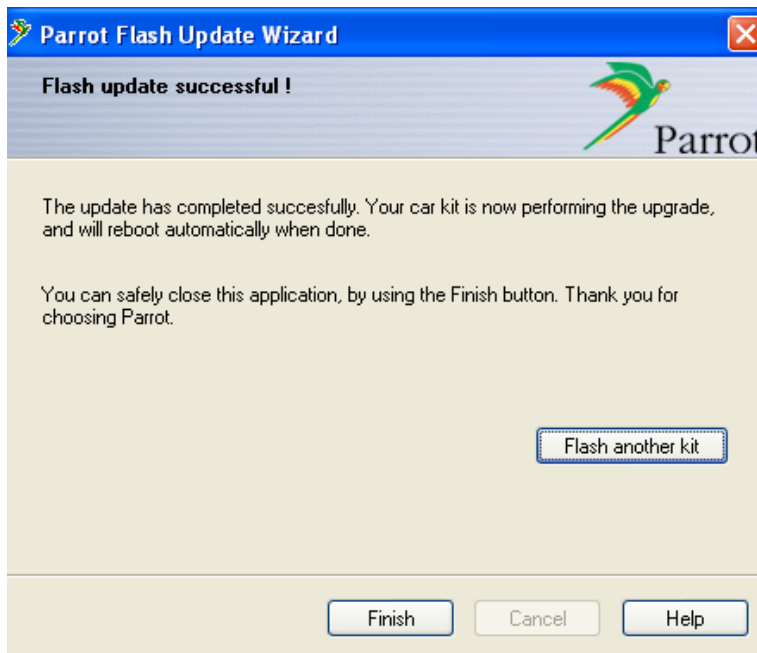 Parrot Flash Update Wizard
Flash update successful !
Parrot
The update has completed succesfully. Your car kit is now performing the upgrade,
and will reboot automatically when done.
You can safely close this application, by using the Finish button. Thank you for
choosing Parrot.
Flash another kit
Finish
Cancel
Help